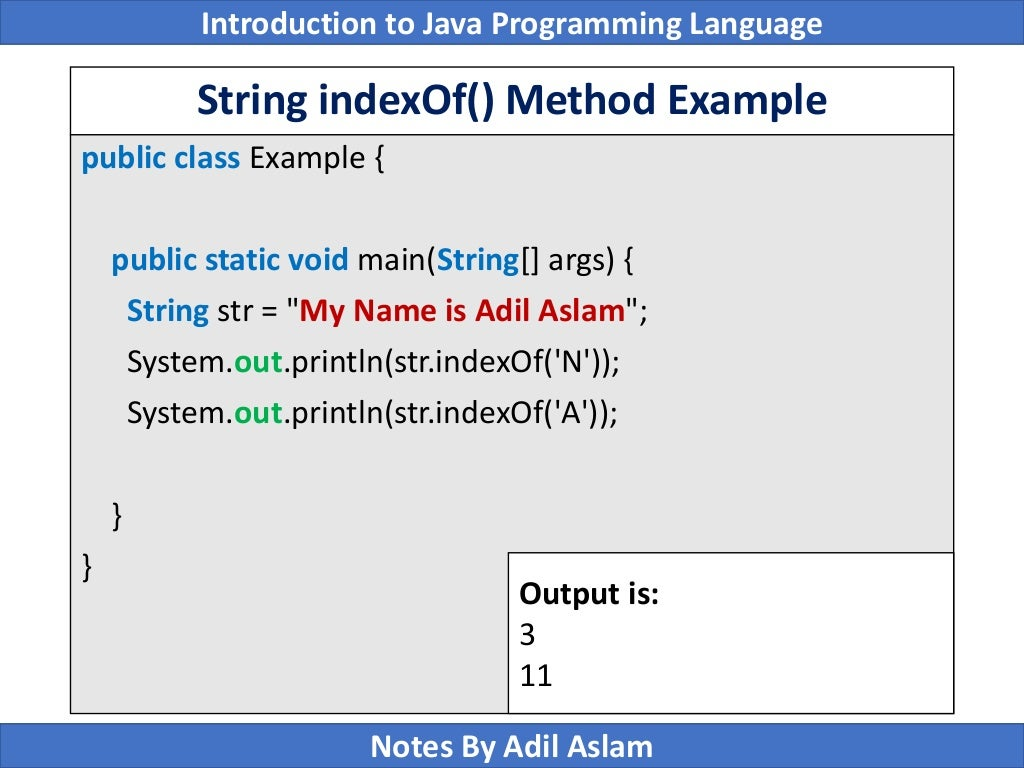 Introduction to Java Programming Language
String indexOf() Method Example
public class Example {
public static void main(String[] args) {
String str = "My Name is Adil Aslam";
System.out.println(str.indexOf('N'));
System.out.println(str.indexOf('A'));
}
}
Output is:
3
11
Notes By Adil Aslam